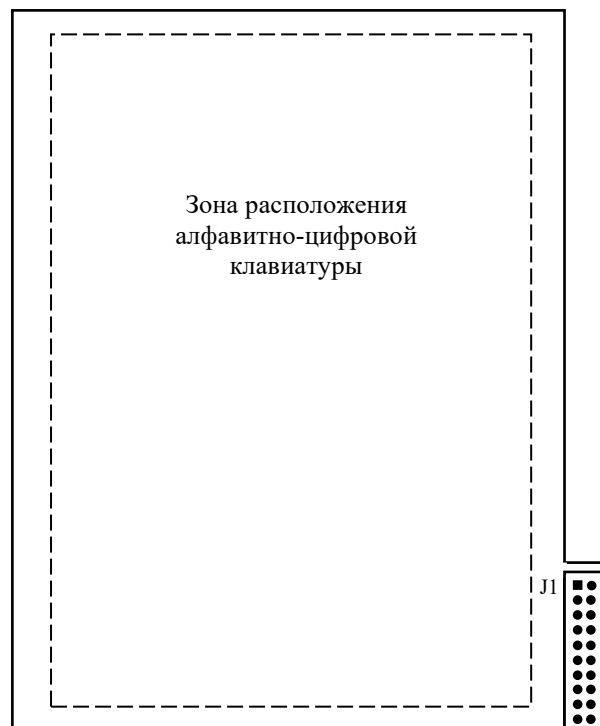 Зона расположения
алфавитно-цифровой
клавиатуры
J1